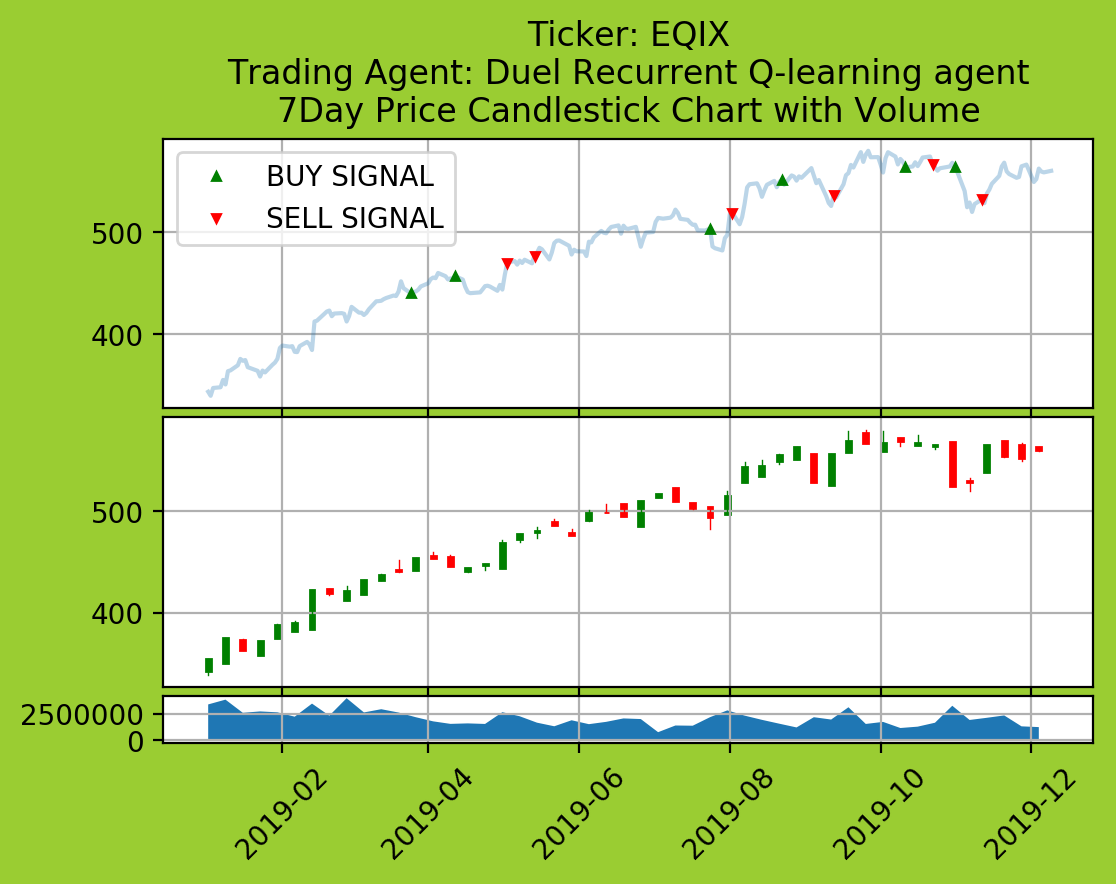 Ticker: EQIX
Trading Agent: Duel Recurrent Q-learning agent
7Day Price Candlestick Chart with Volume
BUY SIGNAL
SELL SIGNAL
500
400
500
400
2500000
0
2019-02
2019-04
2019-06
2019-08
2019-10
2019-12